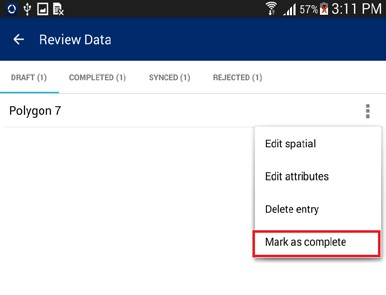 57% 3:11 PM
Review Data
DRAFT (1) COMPLETED (1) SYNCED (1) REJECTED (1)
Polygon 7
Edit spatial
Edit attributes
Delete entry
Mark as complete